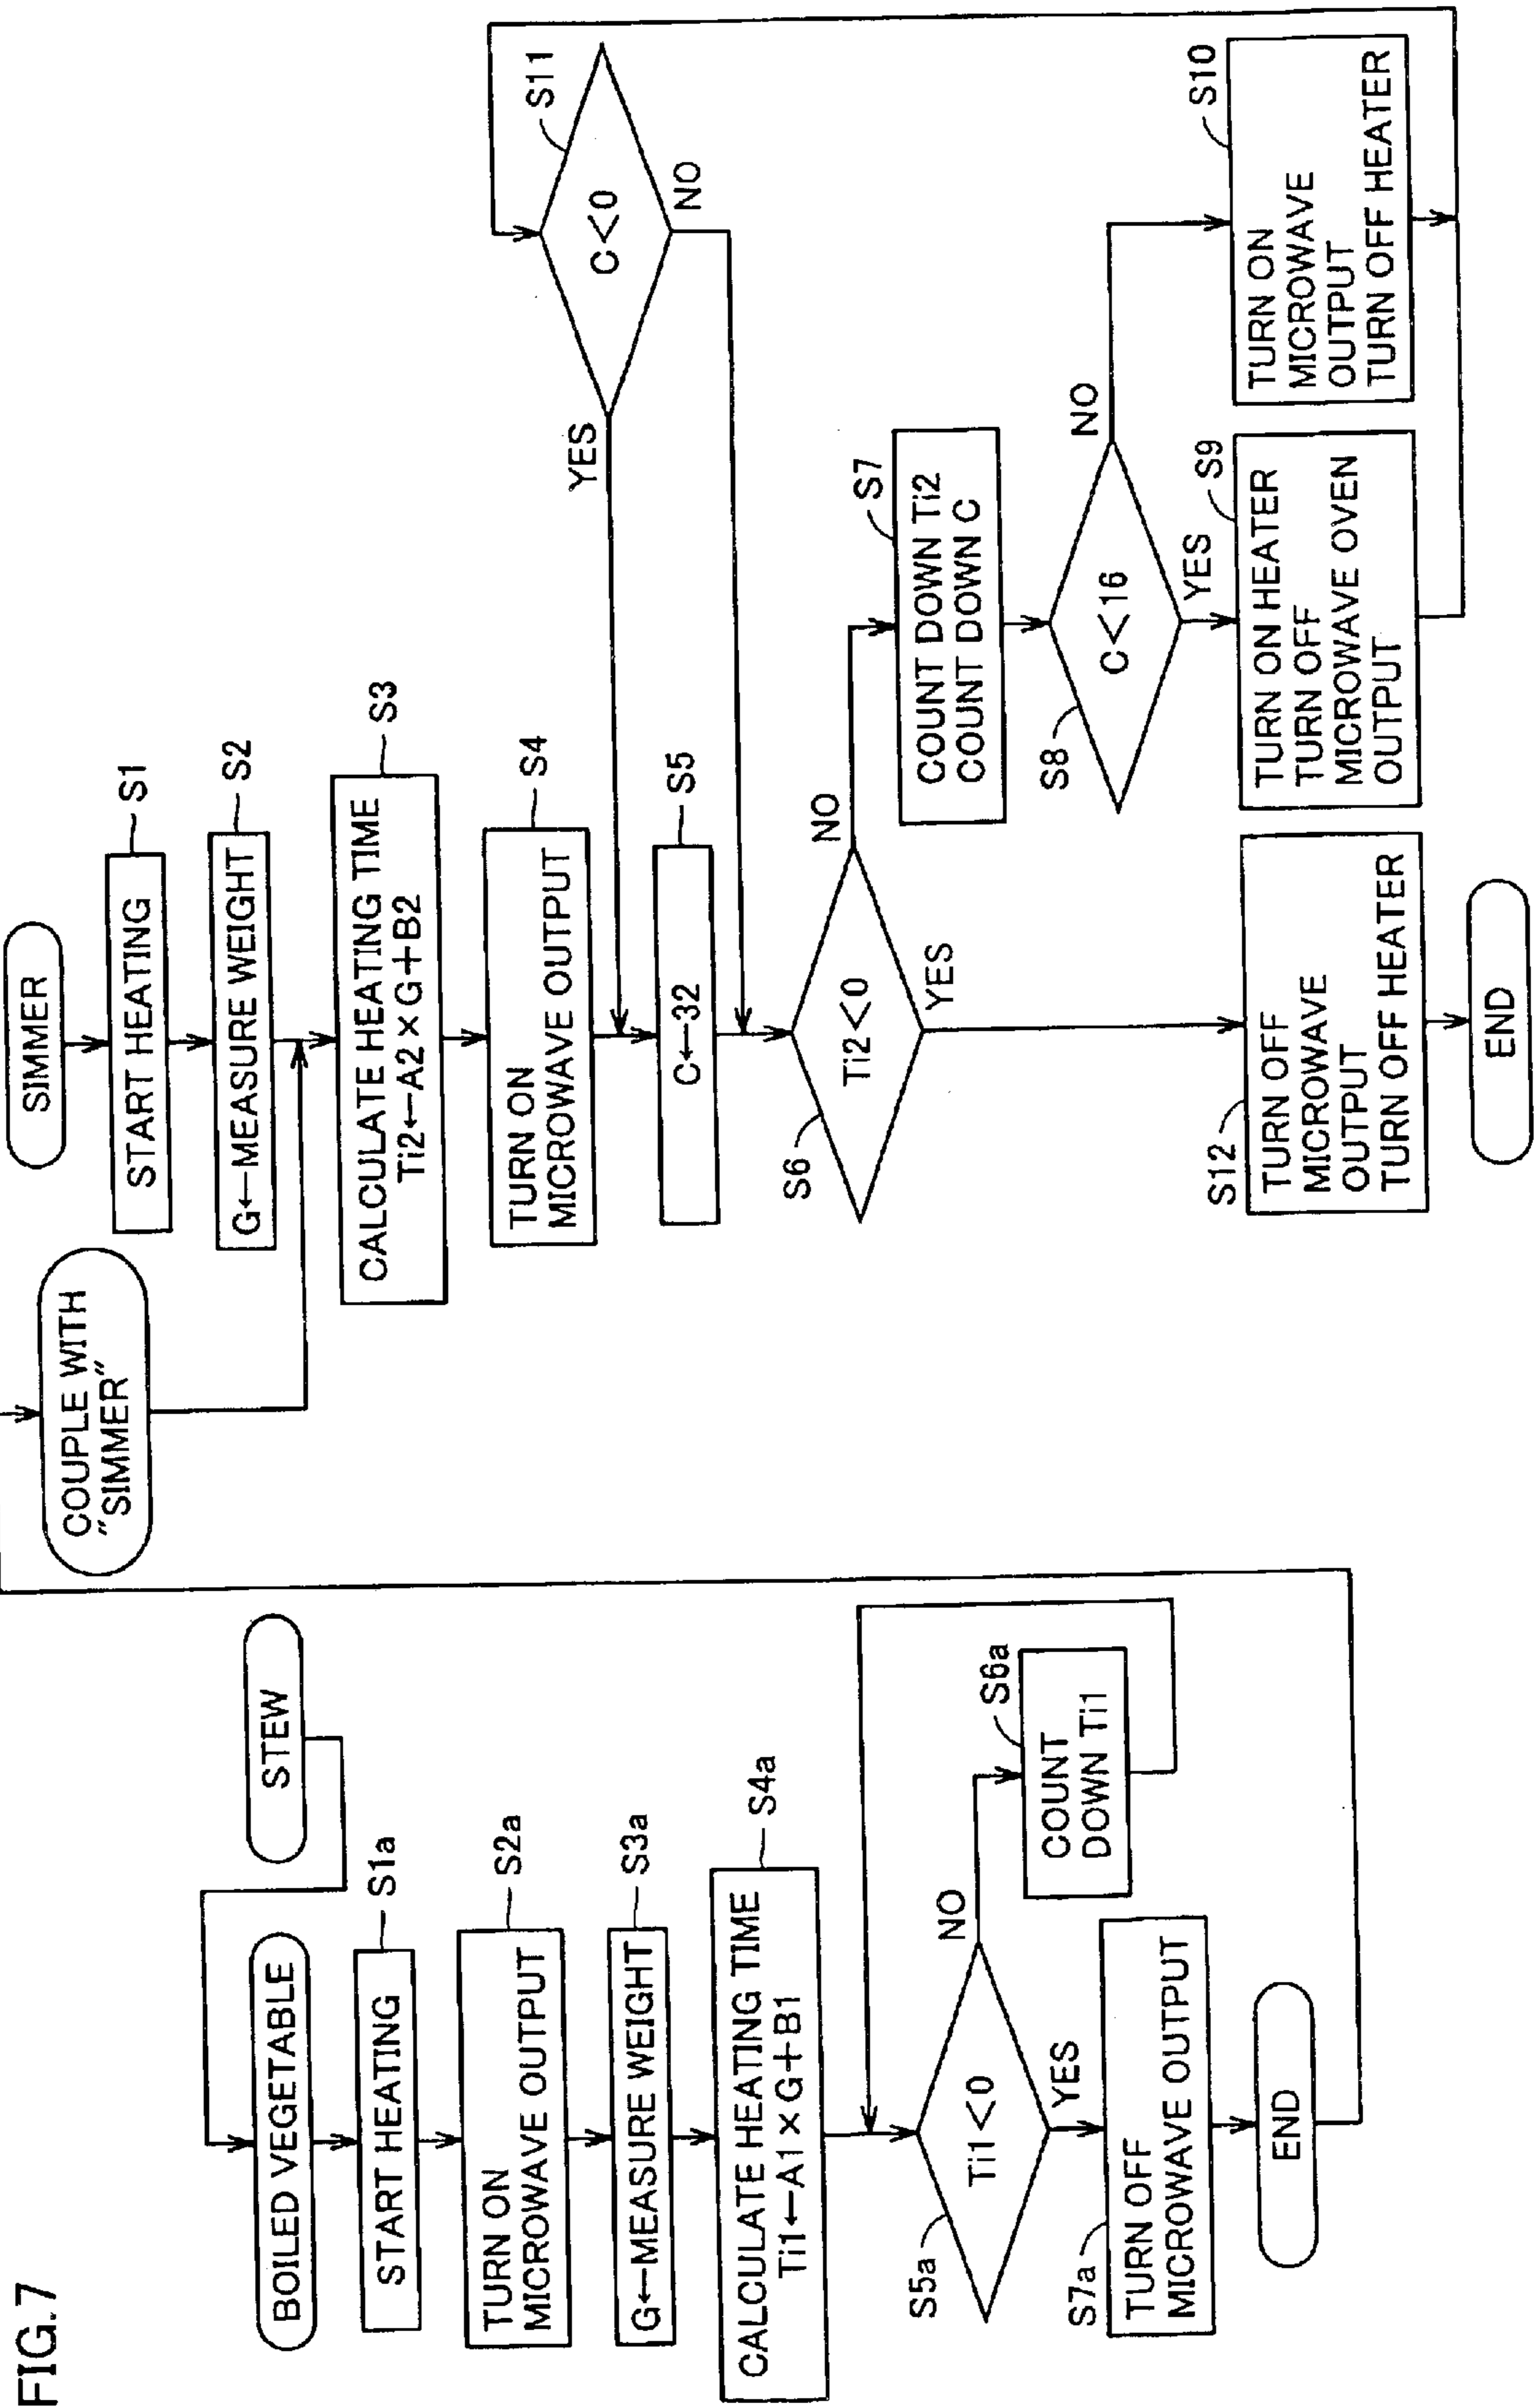 FIG.7
STEW
BOILED VEGETABLE
START HEATING
S1a
TURN ON
MICROWAVE OUTPUT
S2a
G←MEASURE WEIGHT
S3a
CALCULATE HEATING TIME
Ti1←A1×G+B1
S4a
S5a
Ti1<0
NO
YES
COUNT
DOWN Ti1
S6a
S7a
TURN OFF
MICROWAVE OUTPUT
END
COUPLE WITH
"SIMMER"
SIMMER
START HEATING
S1
G←MEASURE WEIGHT
S2
CALCULATE HEATING TIME
Ti2←A2×G+B2
S3
TURN ON
MICROWAVE OUTPUT
S4
C←32
S5
S6
Ti2<0
NO
YES
COUNT DOWN Ti2
COUNT DOWN C
S7
S8
C<16
NO
YES
TURN ON HEATER
TURN OFF
MICROWAVE OVEN
OUTPUT
S9
TURN ON
MICROWAVE
OUTPUT
TURN OFF HEATER
S10
C<0
S11
YES
NO
S12
TURN OFF
MICROWAVE
OUTPUT
TURN OFF HEATER
END